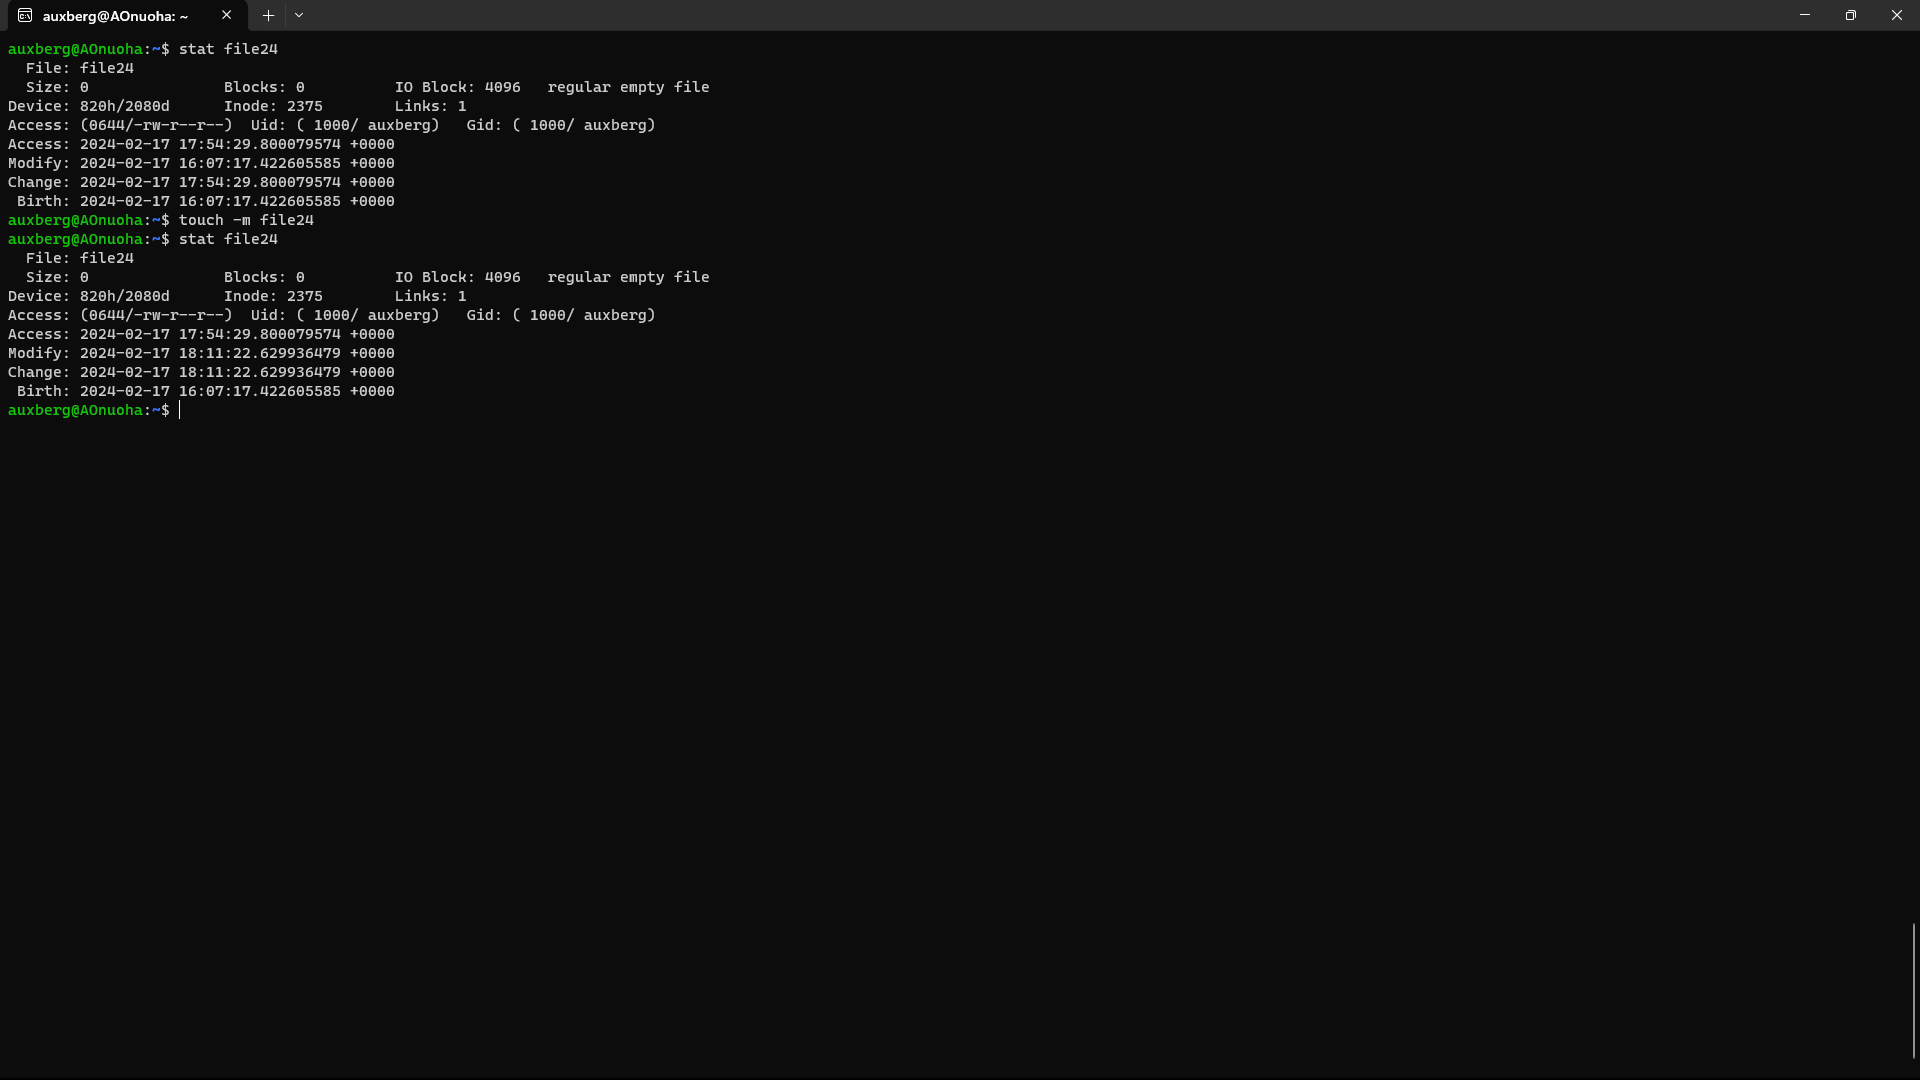 auxberg@AOnuoha: ~
auxberg@AOnuoha:~$ stat file24
  File: file24
  Size: 0               Blocks: 0          IO Block: 4096   regular empty file
Device: 820h/2080d      Inode: 2375        Links: 1
Access: (0644/-rw-r--r--)  Uid: ( 1000/ auxberg)   Gid: ( 1000/ auxberg)
Access: 2024-02-17 17:54:29.800079574 +0000
Modify: 2024-02-17 16:07:17.422605585 +0000
Change: 2024-02-17 17:54:29.800079574 +0000
 Birth: 2024-02-17 16:07:17.422605585 +0000
auxberg@AOnuoha:~$ touch -m file24
auxberg@AOnuoha:~$ stat file24
  File: file24
  Size: 0               Blocks: 0          IO Block: 4096   regular empty file
Device: 820h/2080d      Inode: 2375        Links: 1
Access: (0644/-rw-r--r--)  Uid: ( 1000/ auxberg)   Gid: ( 1000/ auxberg)
Access: 2024-02-17 17:54:29.800079574 +0000
Modify: 2024-02-17 18:11:22.629936479 +0000
Change: 2024-02-17 18:11:22.629936479 +0000
 Birth: 2024-02-17 16:07:17.422605585 +0000
auxberg@AOnuoha:~$